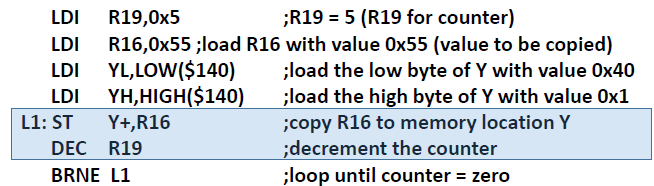 LDI R19,0x5 ;R19 = 5 (R19 for counter)
LDI R16,0x55 ;load R16 with value 0x55 (value to be copied)
LDI YL,LOW($140) ;load the low byte of Y with value 0x40
LDI YH,HIGH($140) ;load the high byte of Y with value 0x1
L1: ST Y+,R16 ;copy R16 to memory location Y
DEC R19 ;decrement the counter
BRNE L1 ;loop until counter = zero